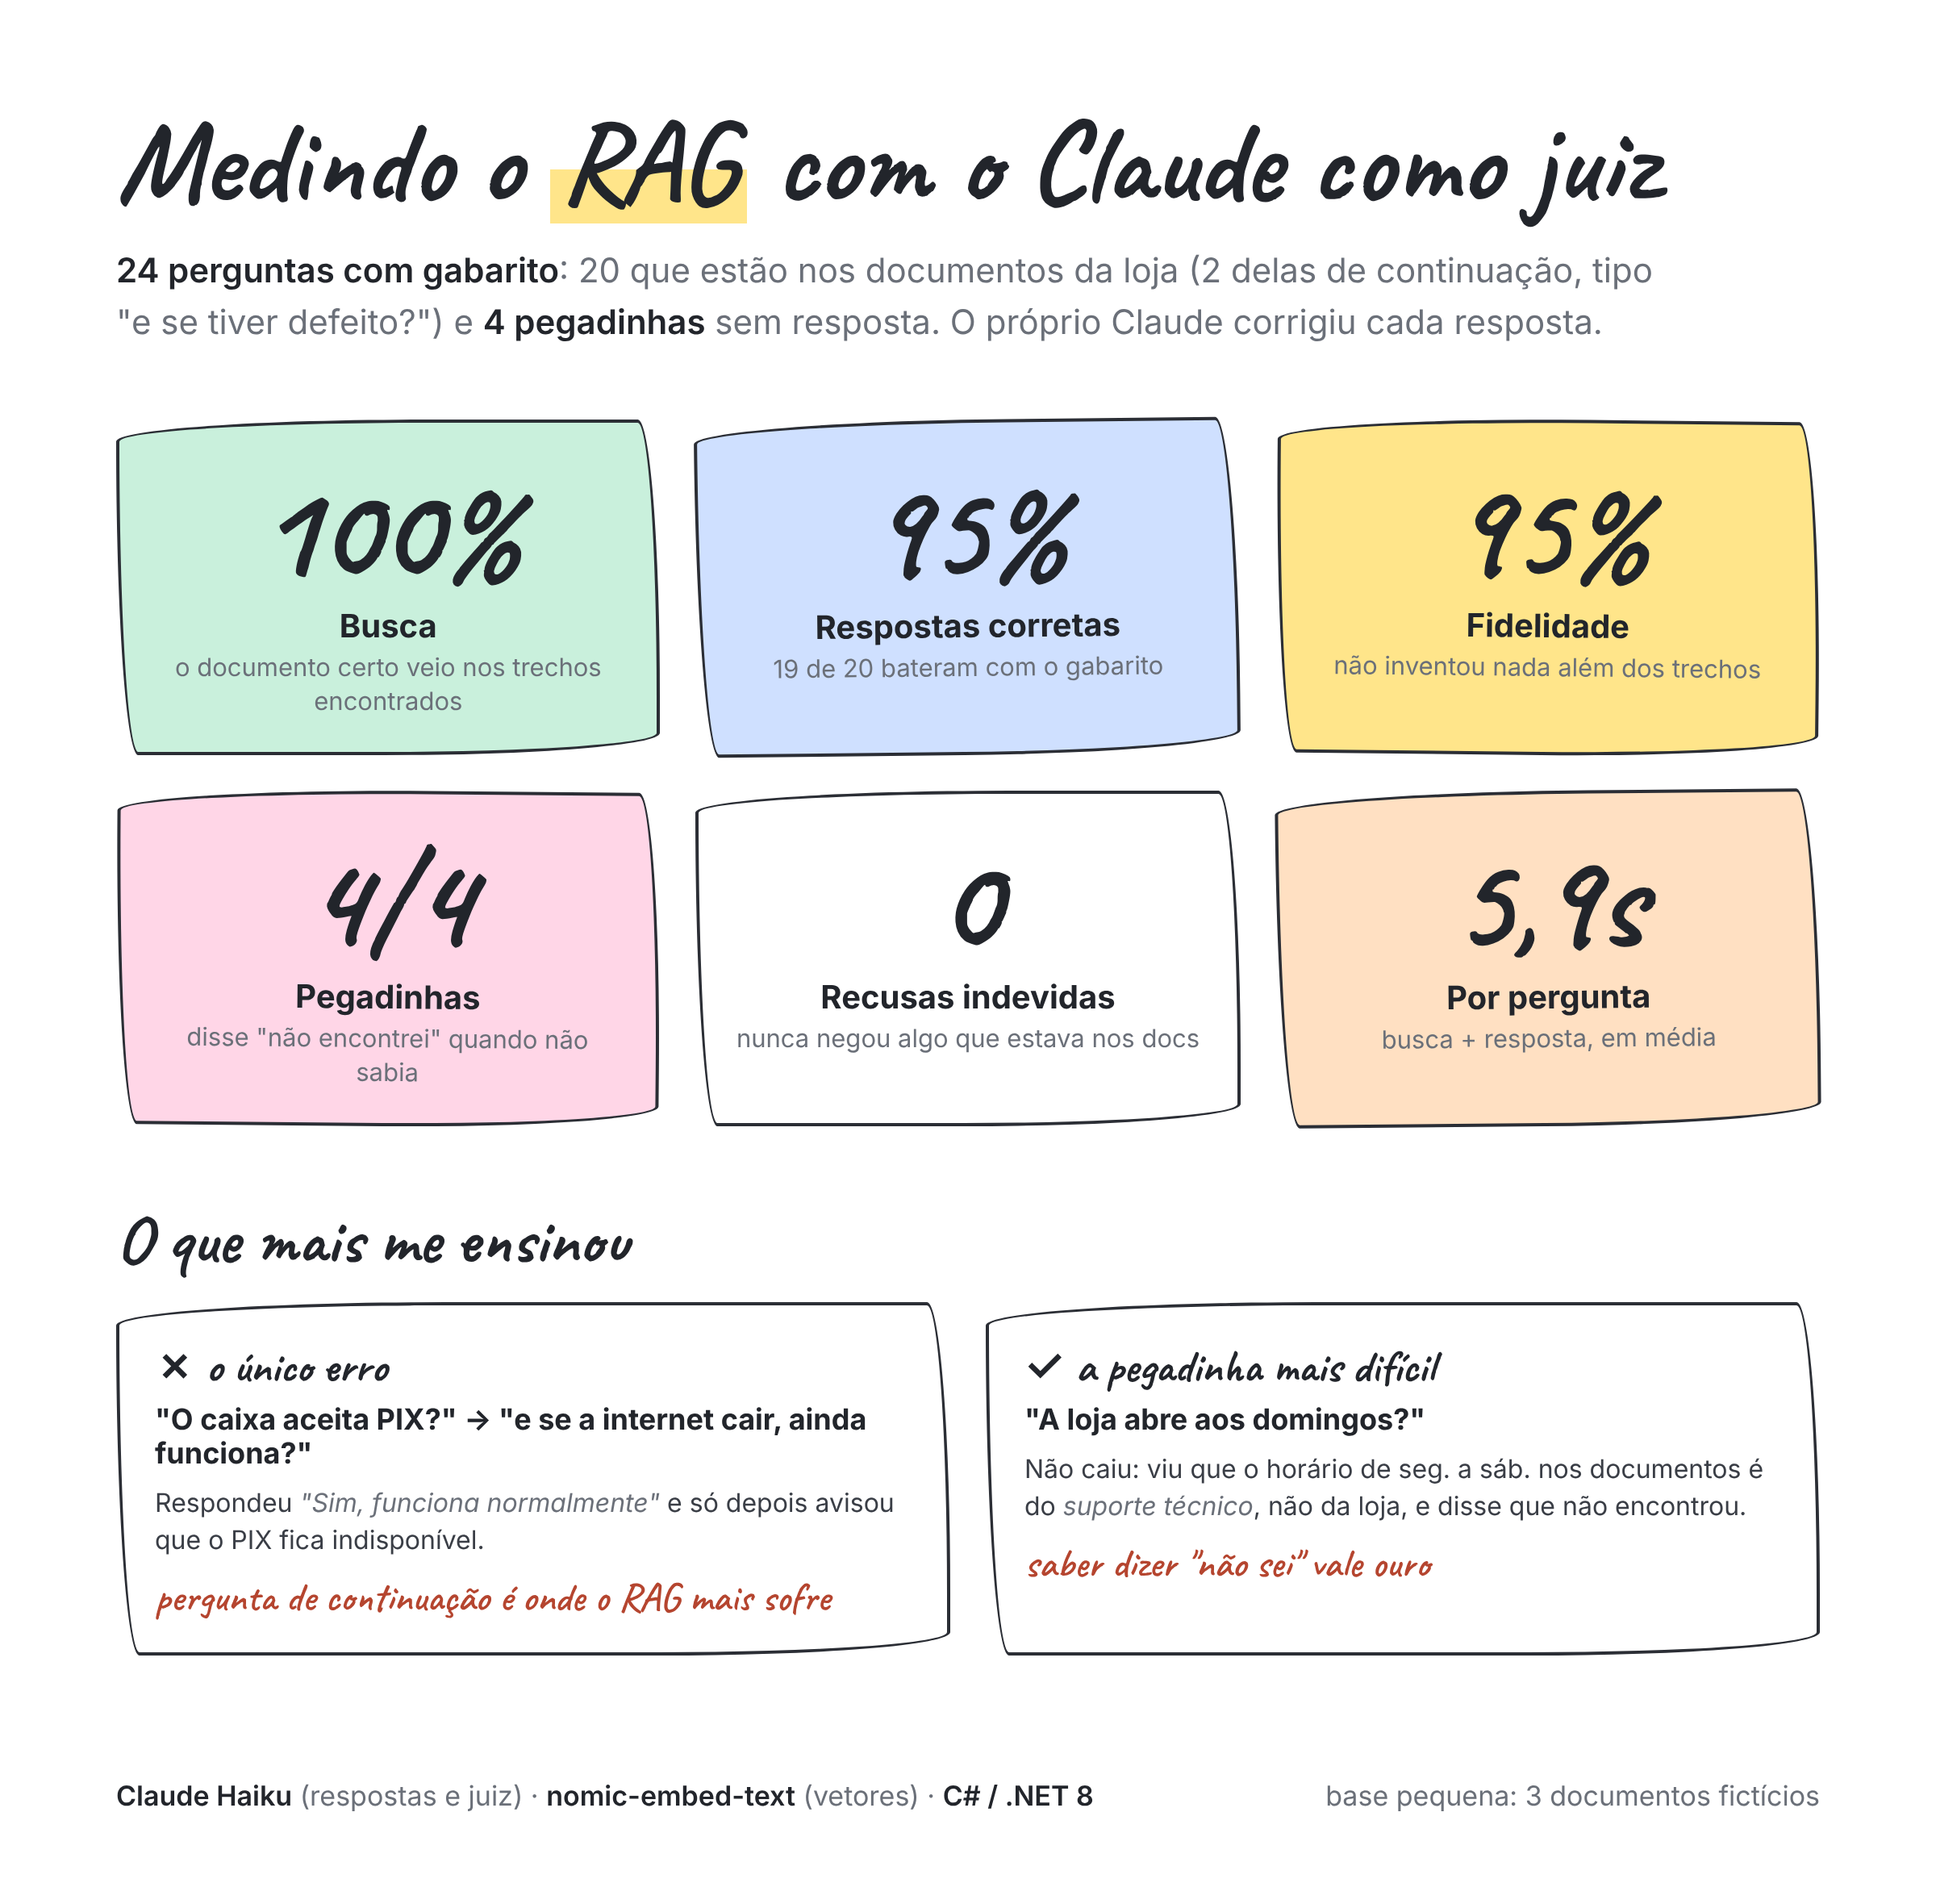 Medindo o RAG com o Claude como juiz
24 perguntas com gabarito: 20 que estão nos documentos da loja (2 delas de continuação, tipo
"e se tiver defeito?") e 4 pegadinhas sem resposta. O próprio Claude corrigiu cada resposta.
100%
Busca
o documento certo veio nos trechos
encontrados
95%
Respostas corretas
19 de 20 bateram com o gabarito
95%
Fidelidade
não inventou nada além dos trechos
4/4
Pegadinhas
disse "não encontrei" quando não
sabia
0
Recusas indevidas
nunca negou algo que estava nos docs
5,9s
Por pergunta
busca + resposta, em média
O que mais me ensinou
✕ o único erro
"O caixa aceita PIX?" → "e se a internet cair, ainda
funciona?"
Respondeu "Sim, funciona normalmente" e só depois avisou
que o PIX fica indisponível.
pergunta de continuação é onde o RAG mais sofre
✓ a pegadinha mais difícil
"A loja abre aos domingos?"
Não caiu: viu que o horário de seg. a sáb. nos documentos é
do suporte técnico, não da loja, e disse que não encontrou.
saber dizer "não sei" vale ouro
Claude Haiku (respostas e juiz) · nomic-embed-text (vetores) · C# / .NET 8
base pequena: 3 documentos fictícios